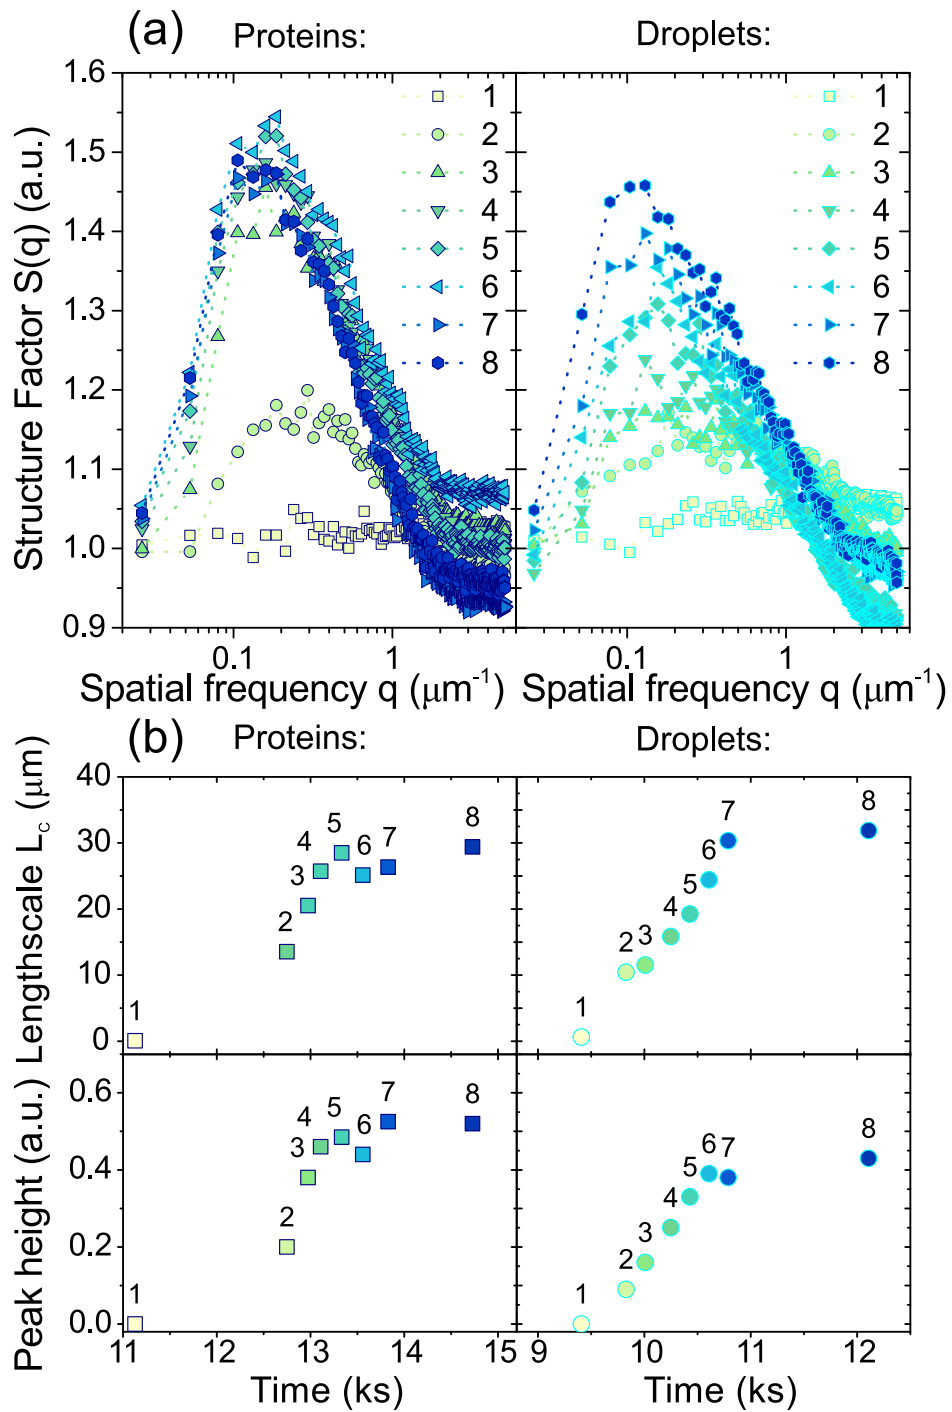 (a) Proteins: Droplets:
Structure Factor S(q) (a.u.)
1.6
1.5
1.4
1.3
1.2
1.1
1.0
0.9
1
2
3
4
5
6
7
8
1
2
3
4
5
6
7
8
0.1 1 0.1 1
Spatial frequency q (μm⁻¹) Spatial frequency q (μm⁻¹)
(b) Proteins: Droplets:
Lengthscale L_c (μm)
40
30
20
10
0
1 2 3 4 5 6 7 8
1 2 3 4 5 6 7 8
Peak height (a.u.)
0.6
0.4
0.2
0.0
1 2 3 4 5 6 7 8
1 2 3 4 5 6 7 8
11 12 13 14 15 9 10 11 12
Time (ks) Time (ks)